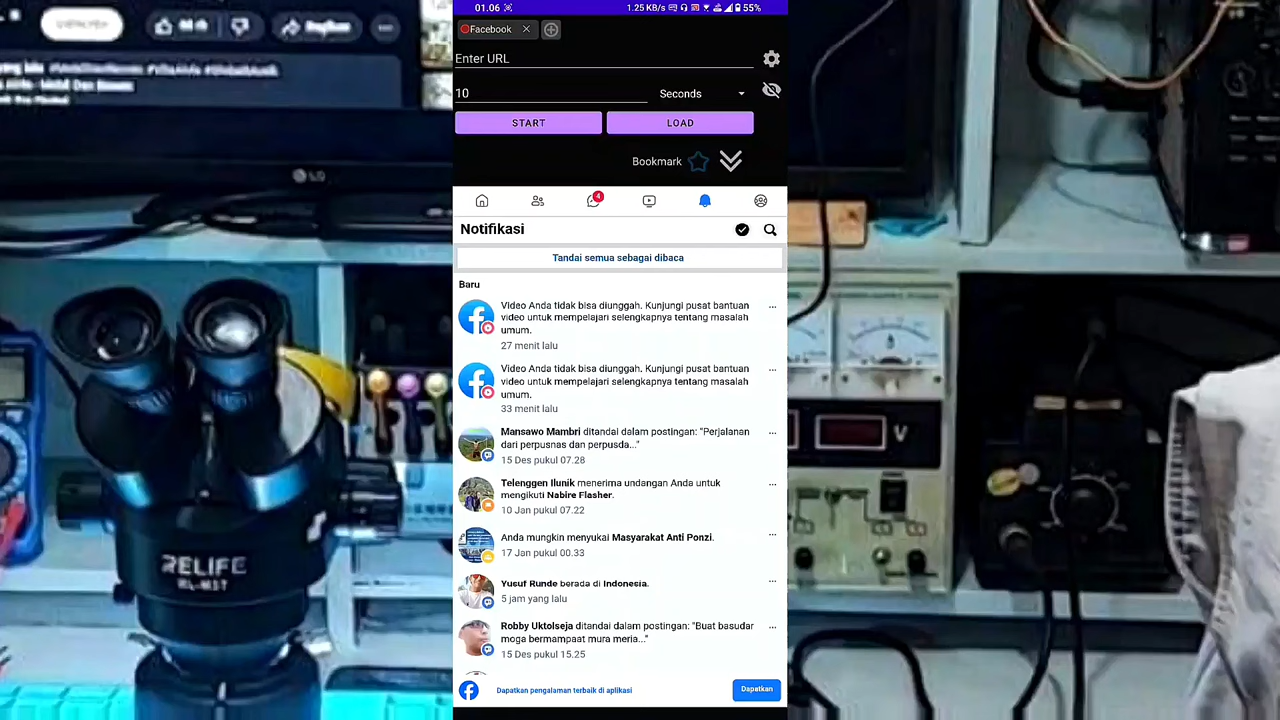 01.06
1.25 KB/s
55%
Facebook
Enter URL
10
Seconds
START
LOAD
Bookmark
4
Notifikasi
Tandai semua sebagai dibaca
Baru
Video Anda tidak bisa diunggah. Kunjungi pusat bantuan
video untuk mempelajari selengkapnya tentang masalah
umum.
27 menit lalu
Video Anda tidak bisa diunggah. Kunjungi pusat bantuan
video untuk mempelajari selengkapnya tentang masalah
umum.
33 menit lalu
Mansawo Mambri ditandai dalam postingan: "Perjalanan
dari perpusnas dan perpusda..."
15 Des pukul 07.28
Telenggen Ilunik menerima undangan Anda untuk
mengikuti Nabire Flasher.
10 Jan pukul 07.22
Anda mungkin menyukai Masyarakat Anti Ponzi.
17 Jan pukul 00.33
Yusuf Runde berada di Indonesia.
5 jam yang lalu
Robby Uktolseja ditandai dalam postingan: "Buat basudar
moga bermampaat mura meria..."
15 Des pukul 15.25
Dapatkan pengalaman terbaik di aplikasi
Dapatkan
LG
RELIFE
V